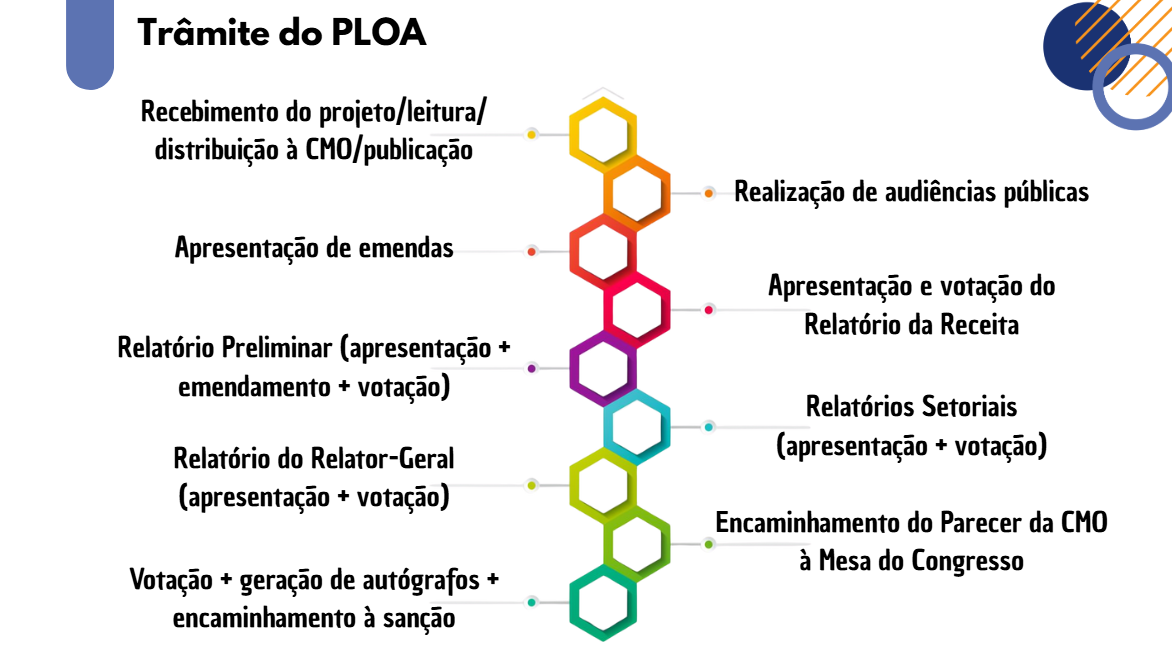 Trâmite do PLOA
Recebimento do projeto/leitura/
distribuição à CMO/publicação
Realização de audiências públicas
Apresentação de emendas
Apresentação e votação do
Relatório da Receita
Relatório Preliminar (apresentação +
emendamento + votação)
Relatórios Setoriais
(apresentação + votação)
Relatório do Relator-Geral
(apresentação + votação)
Encaminhamento do Parecer da CMO
à Mesa do Congresso
Votação + geração de autógrafos +
encaminhamento à sanção